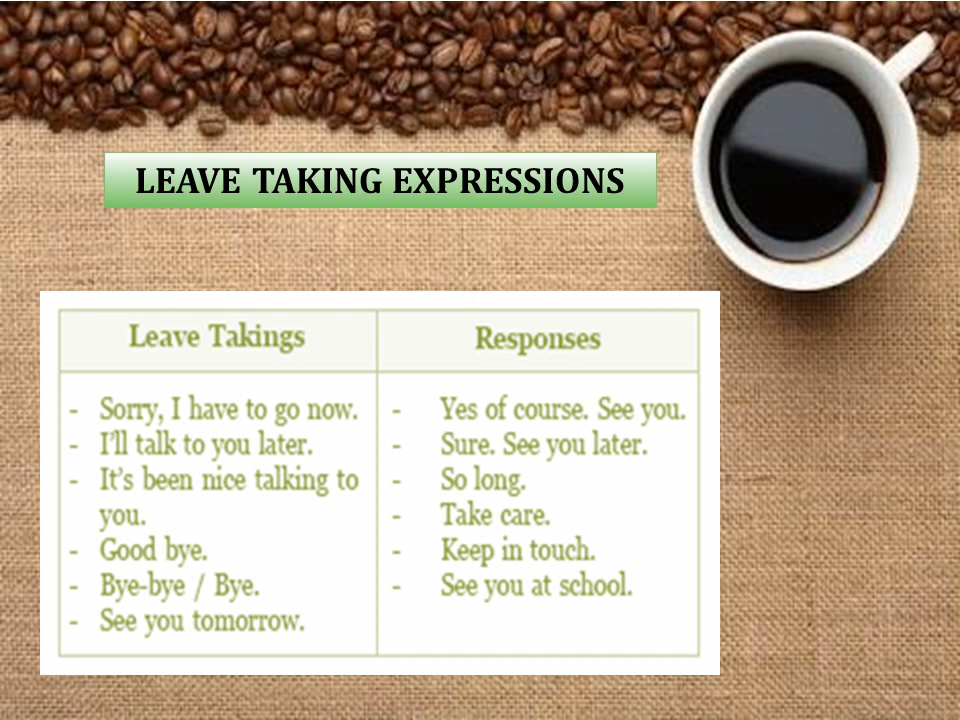 LEAVE TAKING EXPRESSIONS
Leave Takings
- Sorry, I have to go now.
- I'll talk to you later.
- It's been nice talking to
you.
- Good bye.
- Bye-bye / Bye.
- See you tomorrow.
Responses
- Yes of course. See you.
- Sure. See you later.
- So long.
- Take care.
- Keep in touch.
- See you at school.